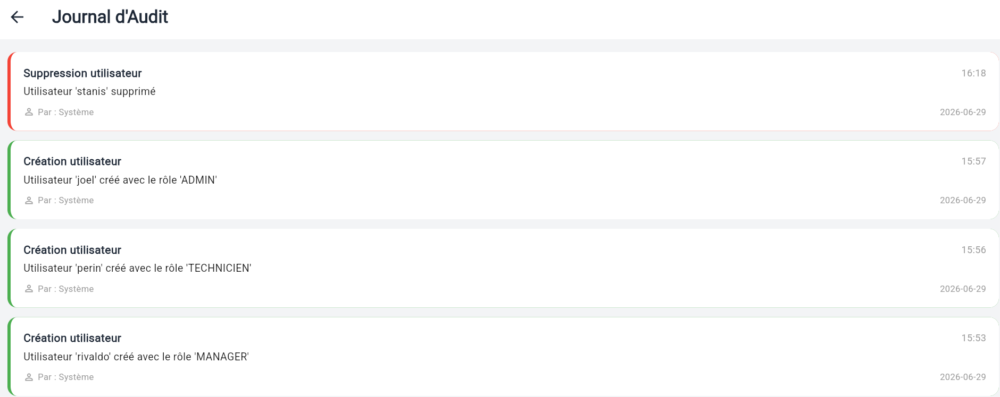 Journal d'Audit
Suppression utilisateur
16:18
Utilisateur 'stanis' supprimé
Par : Système
2026-06-29
Création utilisateur
15:57
Utilisateur 'joel' créé avec le rôle 'ADMIN'
Par : Système
2026-06-29
Création utilisateur
15:56
Utilisateur 'perin' créé avec le rôle 'TECHNICIEN'
Par : Système
2026-06-29
Création utilisateur
15:53
Utilisateur 'rivaldo' créé avec le rôle 'MANAGER'
Par : Système
2026-06-29